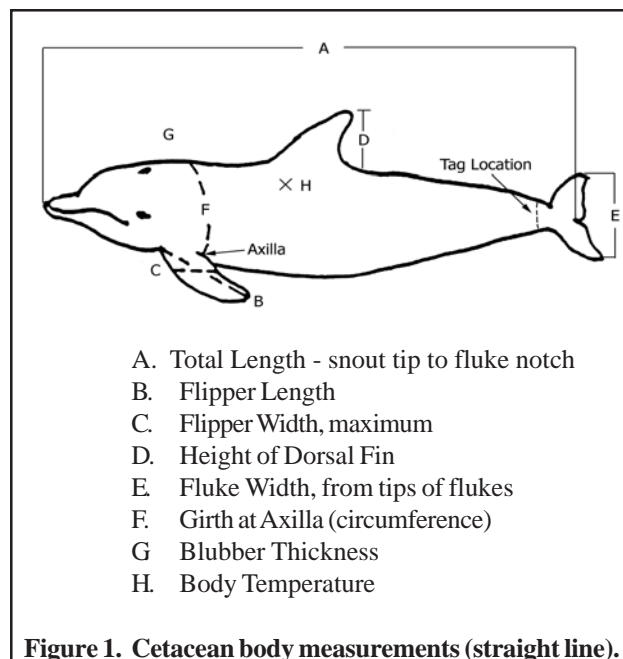 A
G
D
Tag Location
H
F
E
Axilla
C
B
A. Total Length - snout tip to fluke notch
B. Flipper Length
C. Flipper Width, maximum
D. Height of Dorsal Fin
E. Fluke Width, from tips of flukes
F. Girth at Axilla (circumference)
G Blubber Thickness
H. Body Temperature
Figure 1. Cetacean body measurements (straight line).